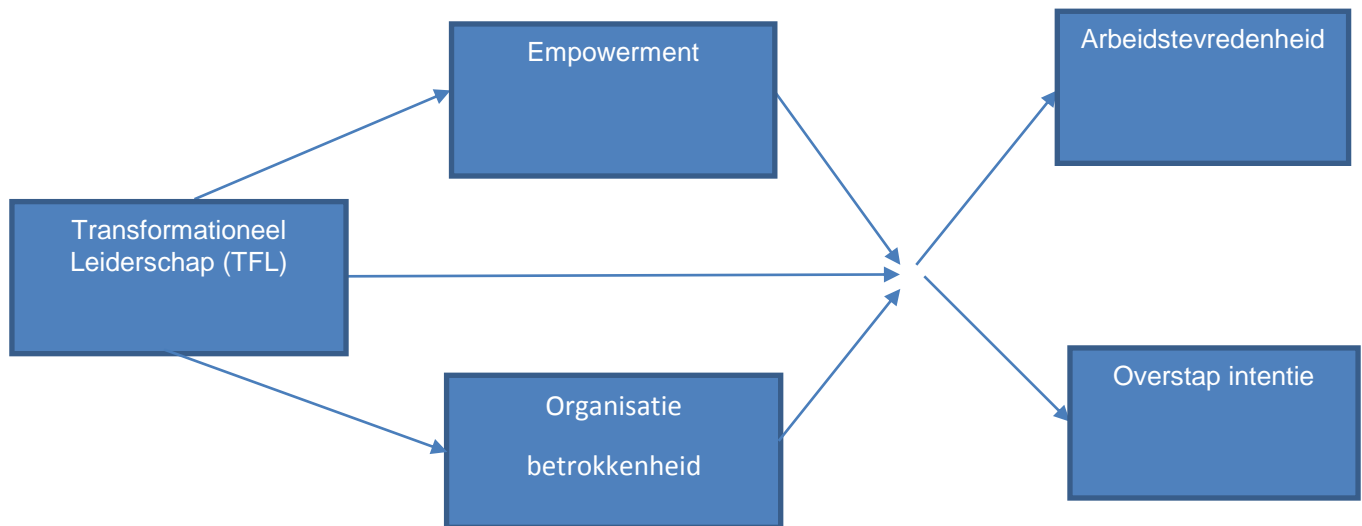 Empowerment
Arbeidstevredenheid
Transformationeel
Leiderschap (TFL)
Organisatie
betrokkenheid
Overstap intentie